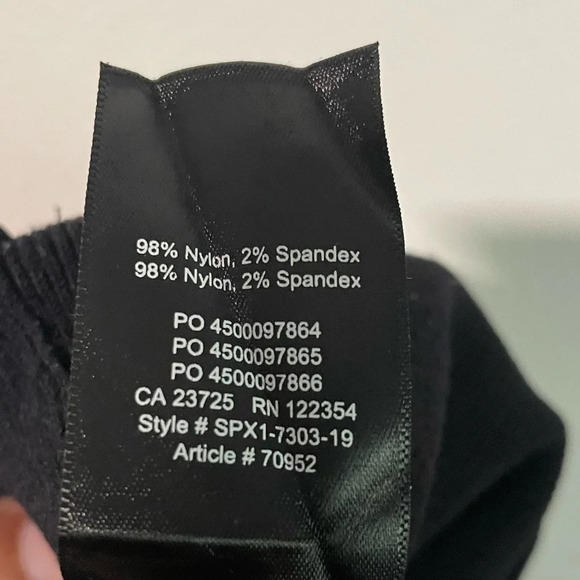 98% Nylon, 2% Spandex
98% Nylon, 2% Spandex
PO 4500097864
PO 4500097865
PO 4500097866
CA 23725 RN 122354
Style # SPX1-7303-19
Article # 70952